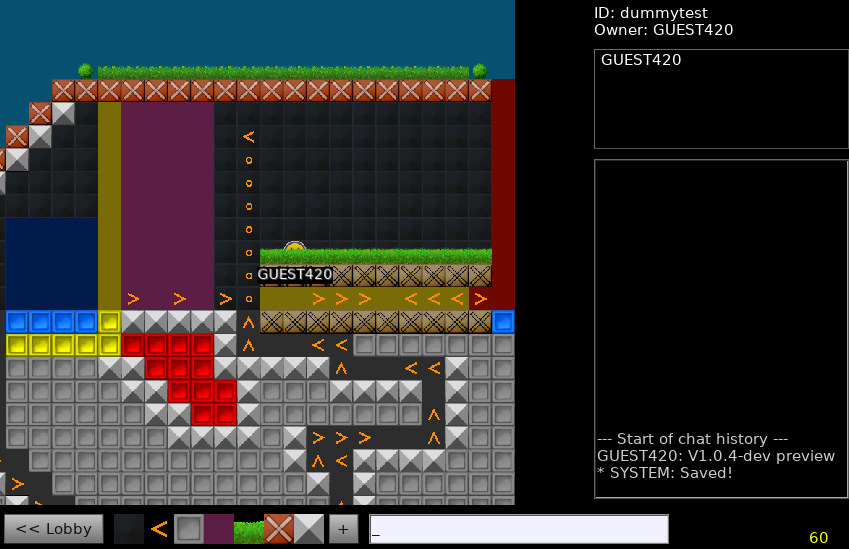 ID: dummytest
Owner: GUEST420
GUEST420
GUEST420
--- Start of chat history ---
GUEST420: V1.0.4-dev preview
* SYSTEM: Saved!
<< Lobby
+
_
60